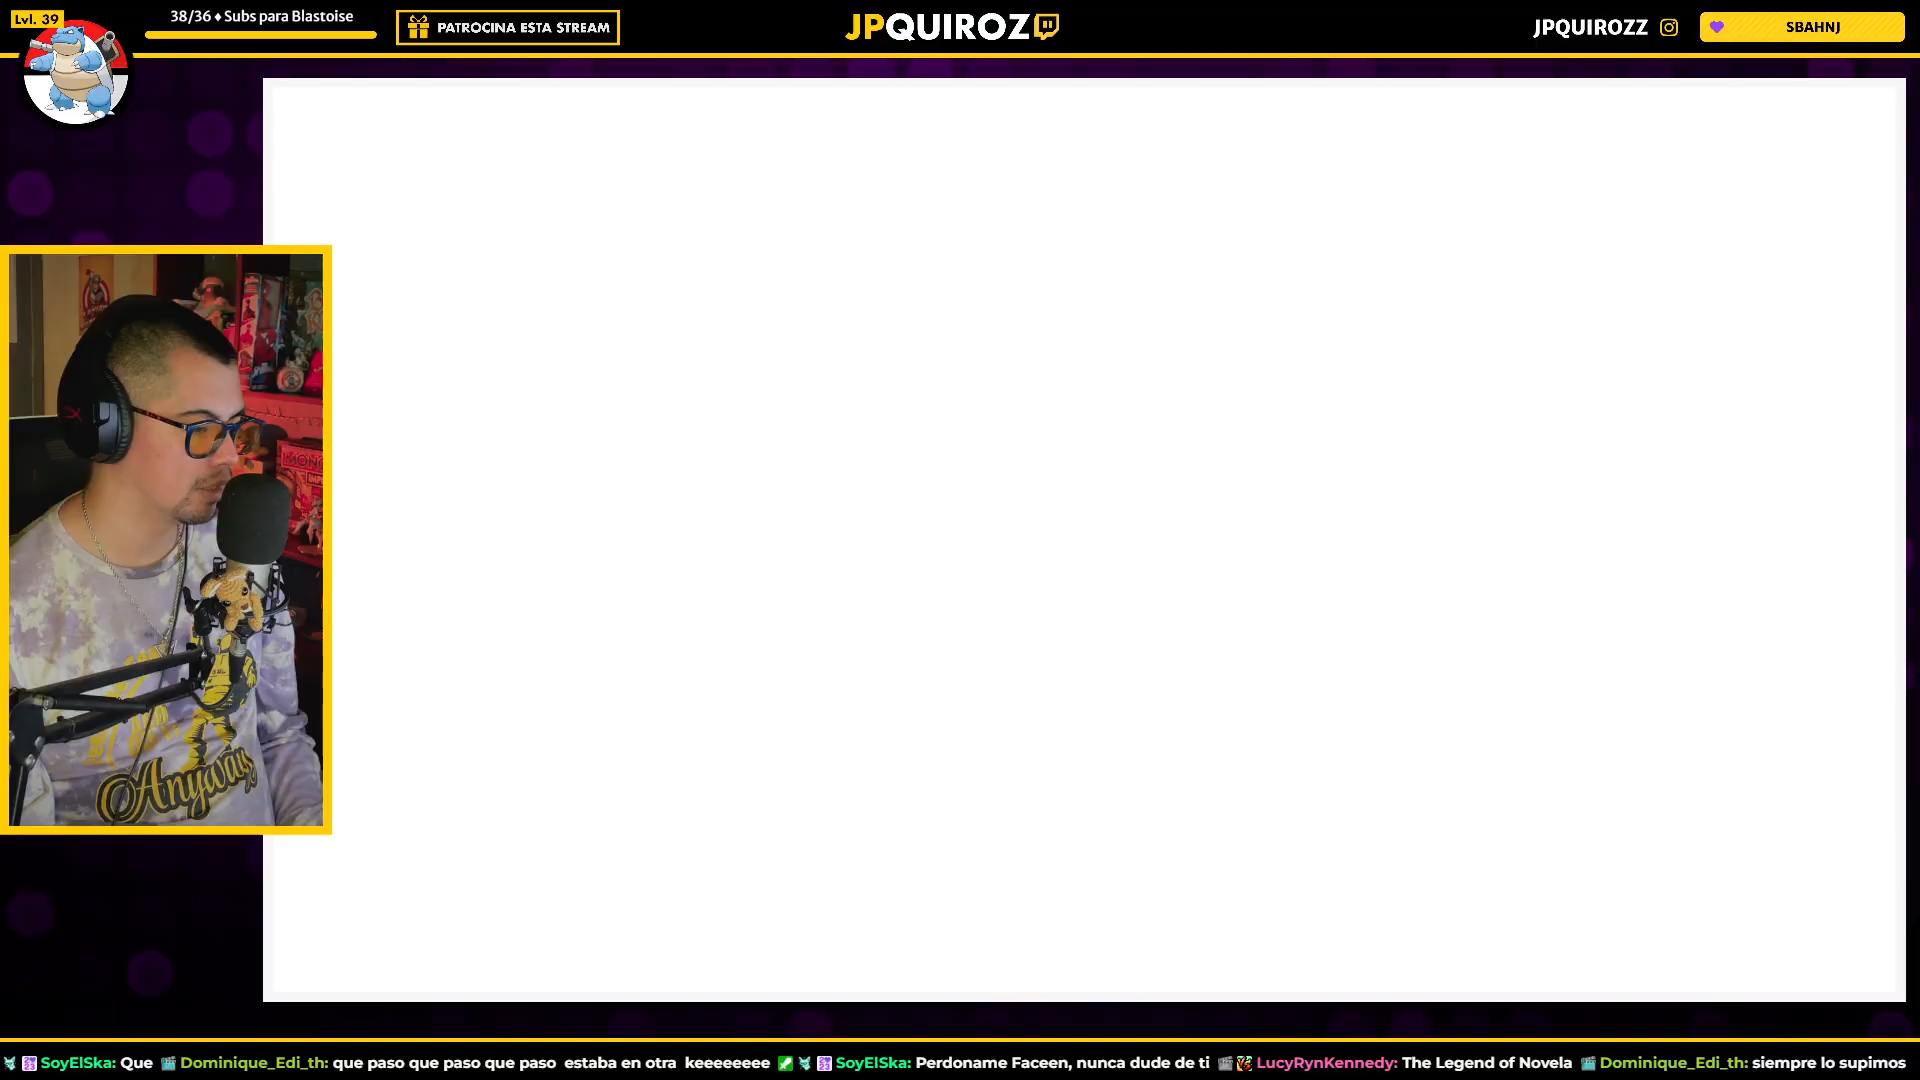 Lvl. 39
38/36 ♦ Subs para Blastoise
PATROCINA ESTA STREAM
JPQUIROZ
JPQUIROZZ
SBAHNJ
MONO
Anyways
SoyElSka: Que Dominique_Edi_th: que paso que paso que paso estaba en otra keeeeeeee SoyElSka: Perdoname Faceen, nunca dude de ti LucyRynKennedy: The Legend of Novela Dominique_Edi_th: siempre lo supimos